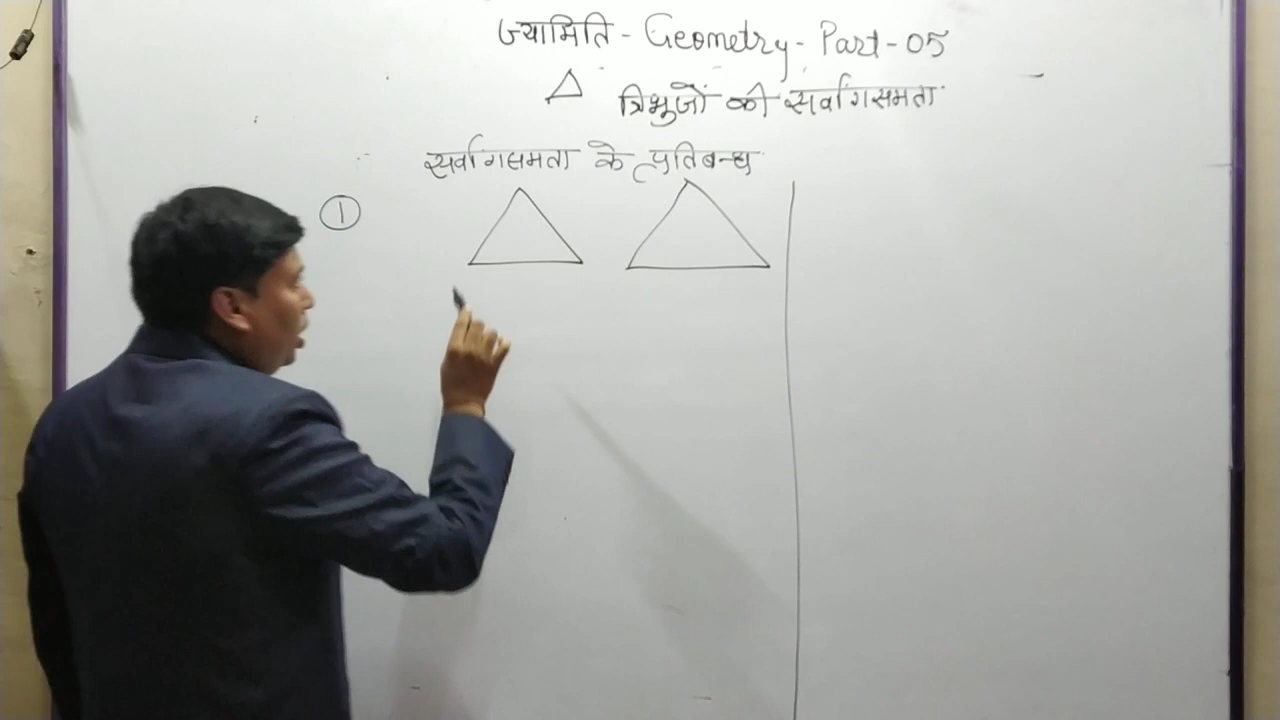 ज्यामिति - Geometry - Part - 05
त्रिभुजों की सर्वांगसमता
सर्वांगसमता के प्रतिबन्ध
1